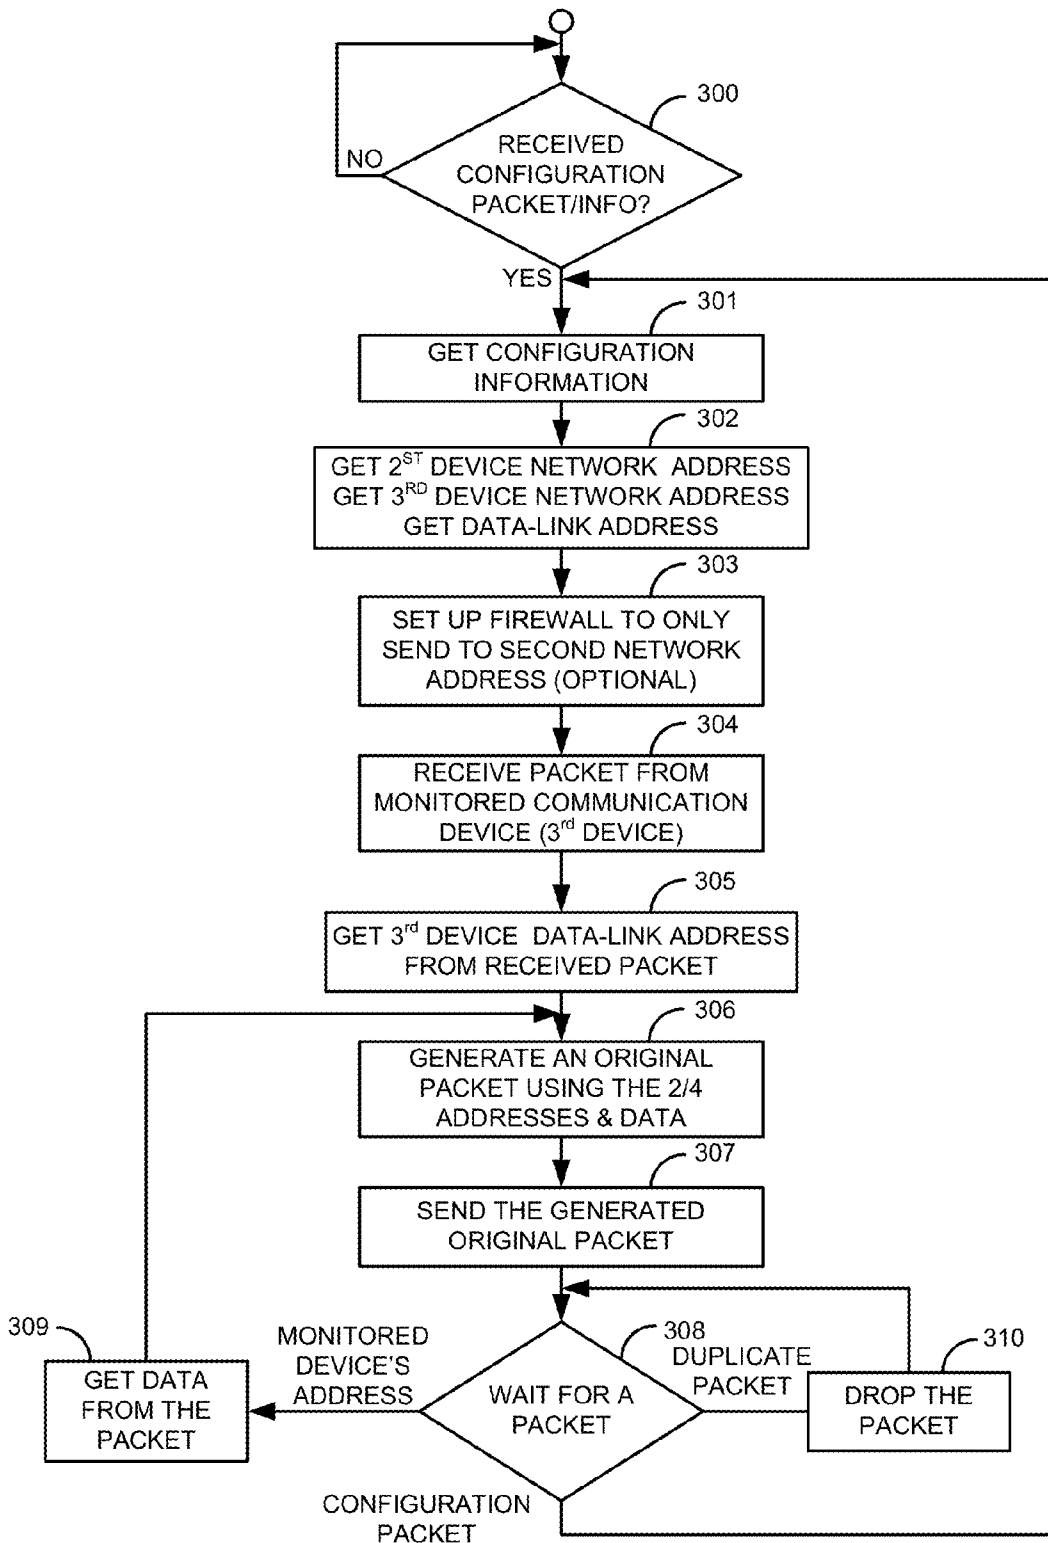 300
RECEIVED
CONFIGURATION
PACKET/INFO?
NO
YES
301
GET CONFIGURATION
INFORMATION
302
GET 2ST DEVICE NETWORK ADDRESS
GET 3RD DEVICE NETWORK ADDRESS
GET DATA-LINK ADDRESS
303
SET UP FIREWALL TO ONLY
SEND TO SECOND NETWORK
ADDRESS (OPTIONAL)
304
RECEIVE PACKET FROM
MONITORED COMMUNICATION
DEVICE (3rd DEVICE)
305
GET 3rd DEVICE DATA-LINK ADDRESS
FROM RECEIVED PACKET
306
GENERATE AN ORIGINAL
PACKET USING THE 2/4
ADDRESSES & DATA
307
SEND THE GENERATED
ORIGINAL PACKET
308
WAIT FOR A
PACKET
MONITORED
DEVICE'S
ADDRESS
309
GET DATA
FROM THE
PACKET
DUPLICATE
PACKET
310
DROP THE
PACKET
CONFIGURATION
PACKET